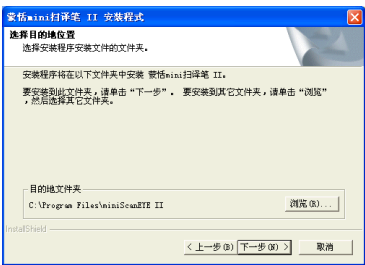 蒙恬mini扫译笔 II 安装程式
选择目的地位置
选择安装程序安装文件的文件夹。
安装程序将在以下文件夹中安装 蒙恬mini扫译笔 II。
要安装到此文件夹，请单击“下一步”。 要安装到其它文件夹，请单击“浏览”
，然后选择其它文件夹。
目的地文件夹
C:\Program Files\miniScanEYE II
浏览(R)...
InstallShield
< 上一步(B)
下一步(N) >
取消